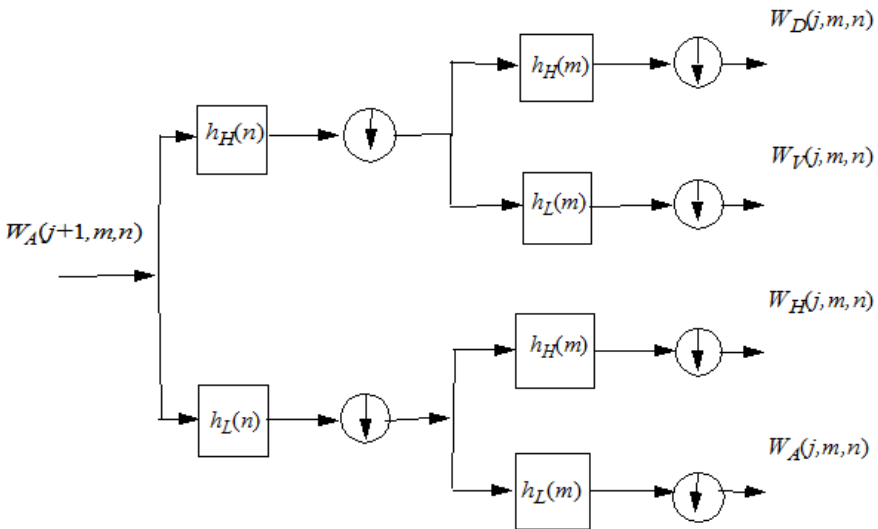 W_D(j,m,n)
h_H(m)
h_H(n)
W_V(j,m,n)
h_L(m)
W_A(j+1,m,n)
W_H(j,m,n)
h_H(m)
h_L(n)
W_A(j,m,n)
h_L(m)